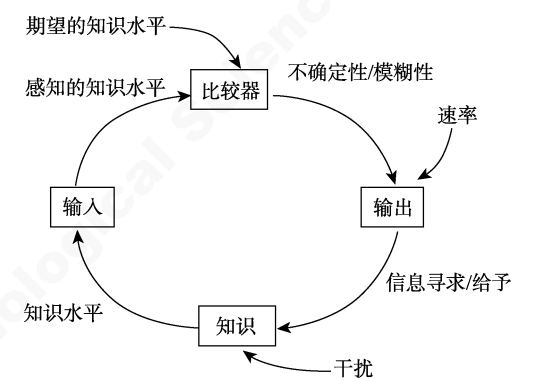 期望的知识水平
感知的知识水平
比较器
不确定性/模糊性
速率
输入
输出
信息寻求/给予
知识水平
知识
干扰